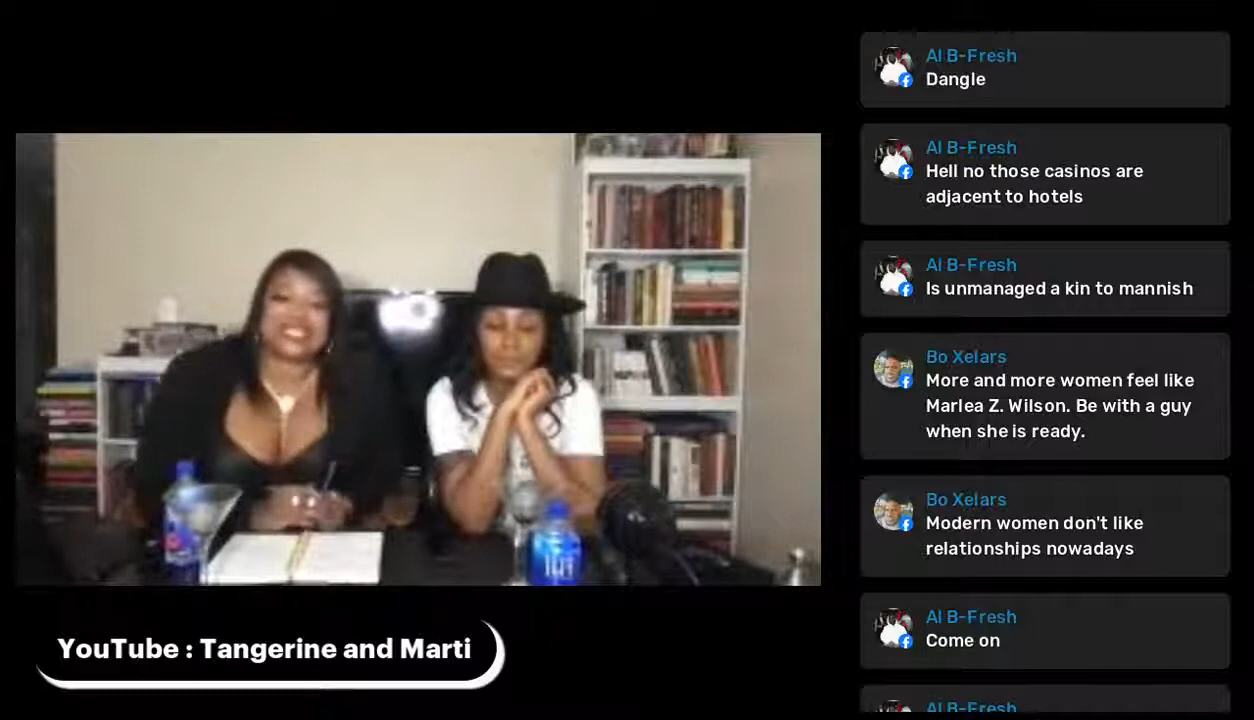 Al B-Fresh
Dangle
Al B-Fresh
Hell no those casinos are
adjacent to hotels
Al B-Fresh
Is unmanaged a kin to mannish
Bo Xelars
More and more women feel like
Marlea Z. Wilson. Be with a guy
when she is ready.
Bo Xelars
Modern women don't like
relationships nowadays
Al B-Fresh
Come on
Al B-Fresh
YouTube : Tangerine and Marti